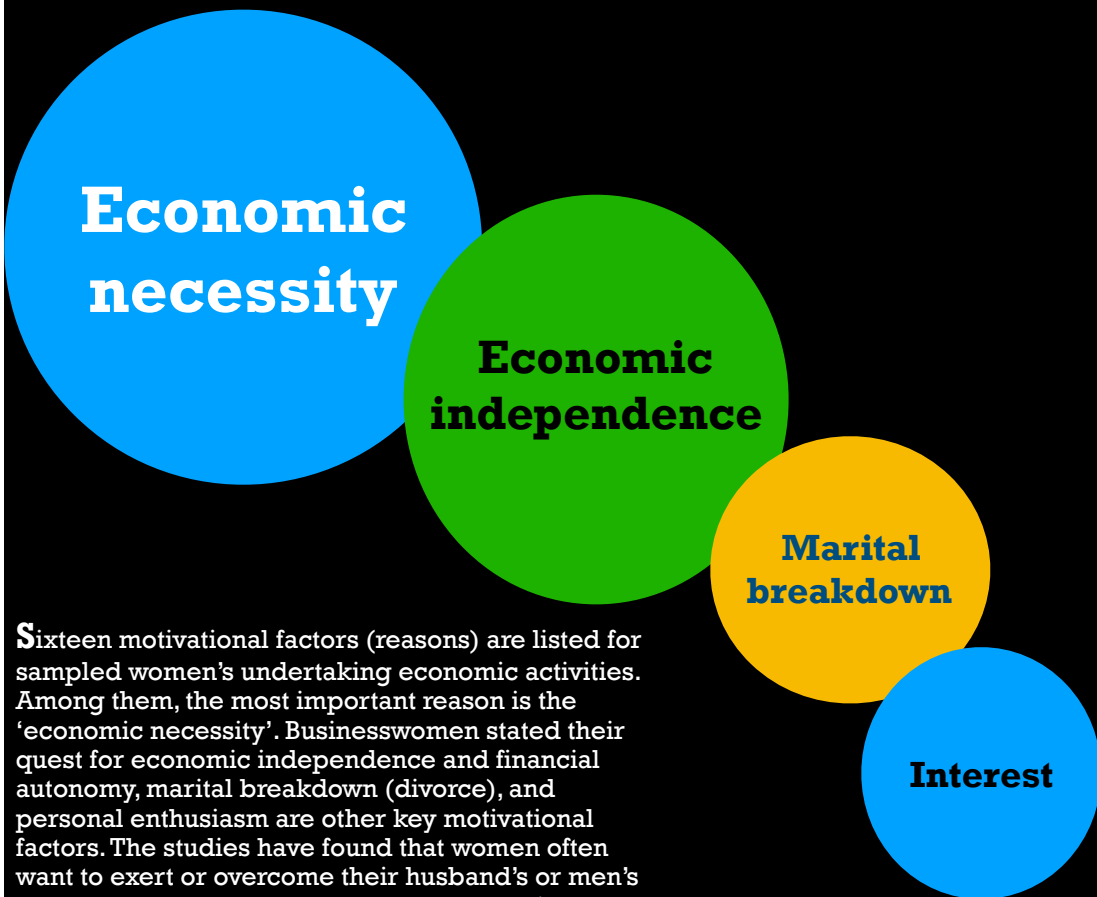 Economic
necessity
Economic
independence
Marital
breakdown
Interest
Sixteen motivational factors (reasons) are listed for
sampled women’s undertaking economic activities.
Among them, the most important reason is the
‘economic necessity’. Businesswomen stated their
quest for economic independence and financial
autonomy, marital breakdown (divorce), and
personal enthusiasm are other key motivational
factors. The studies have found that women often
want to exert or overcome their husband’s or men’s